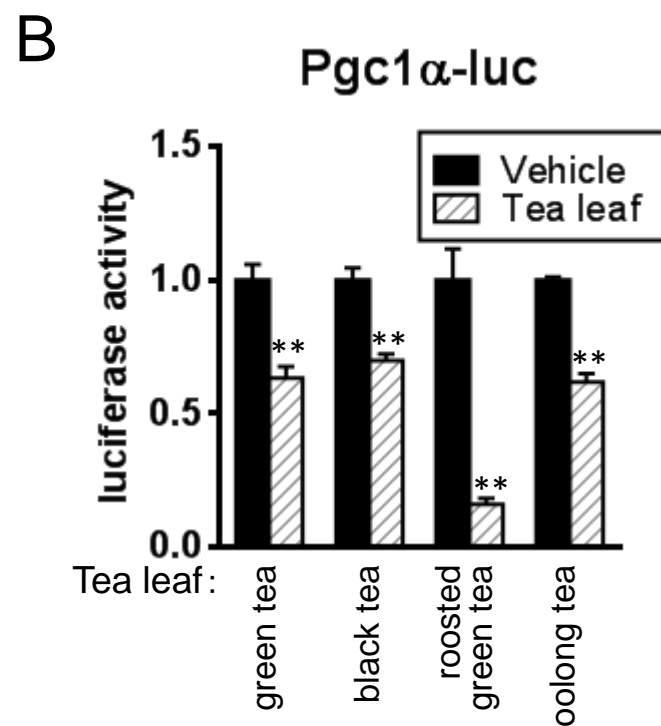 B
Pgc1α-luc
Vehicle
Tea leaf
luciferase activity
1.5
1.0
0.5
0.0
**
**
**
**
Tea leaf:
green tea
black tea
roosted
green tea
oolong tea